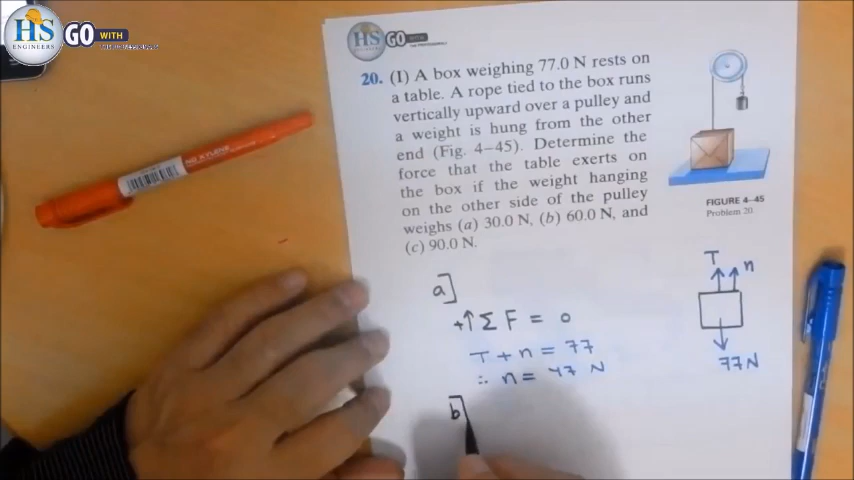 HS
ENGINEERS
GO WITH
HS
ENGINEERS
GO WITH
20. (I) A box weighing 77.0 N rests on
a table. A rope tied to the box runs
vertically upward over a pulley and
a weight is hung from the other
end (Fig. 4–45). Determine the
force that the table exerts on
the box if the weight hanging
on the other side of the pulley
weighs (a) 30.0 N, (b) 60.0 N, and
(c) 90.0 N.
FIGURE 4–45
Problem 20.
a]
+↑ Σ F = 0
T + n = 77
∴ n = 47 N
b]
T n
77N